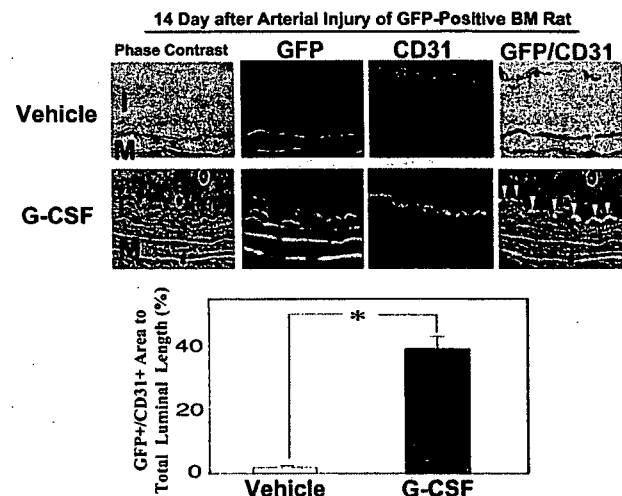 14 Day after Arterial Injury of GFP-Positive BM Rat
Phase Contrast GFP CD31 GFP/CD31
Vehicle
I
M
G-CSF
M
GFP+/CD31+ Area to
Total Luminal Length (%)
*
40
20
0
Vehicle G-CSF